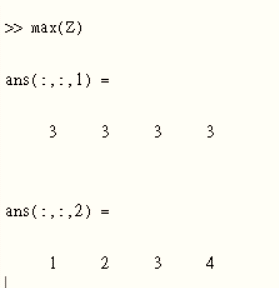 >> max(Z)
ans(:,:,1) =
3 3 3 3
ans(:,:,2) =
1 2 3 4